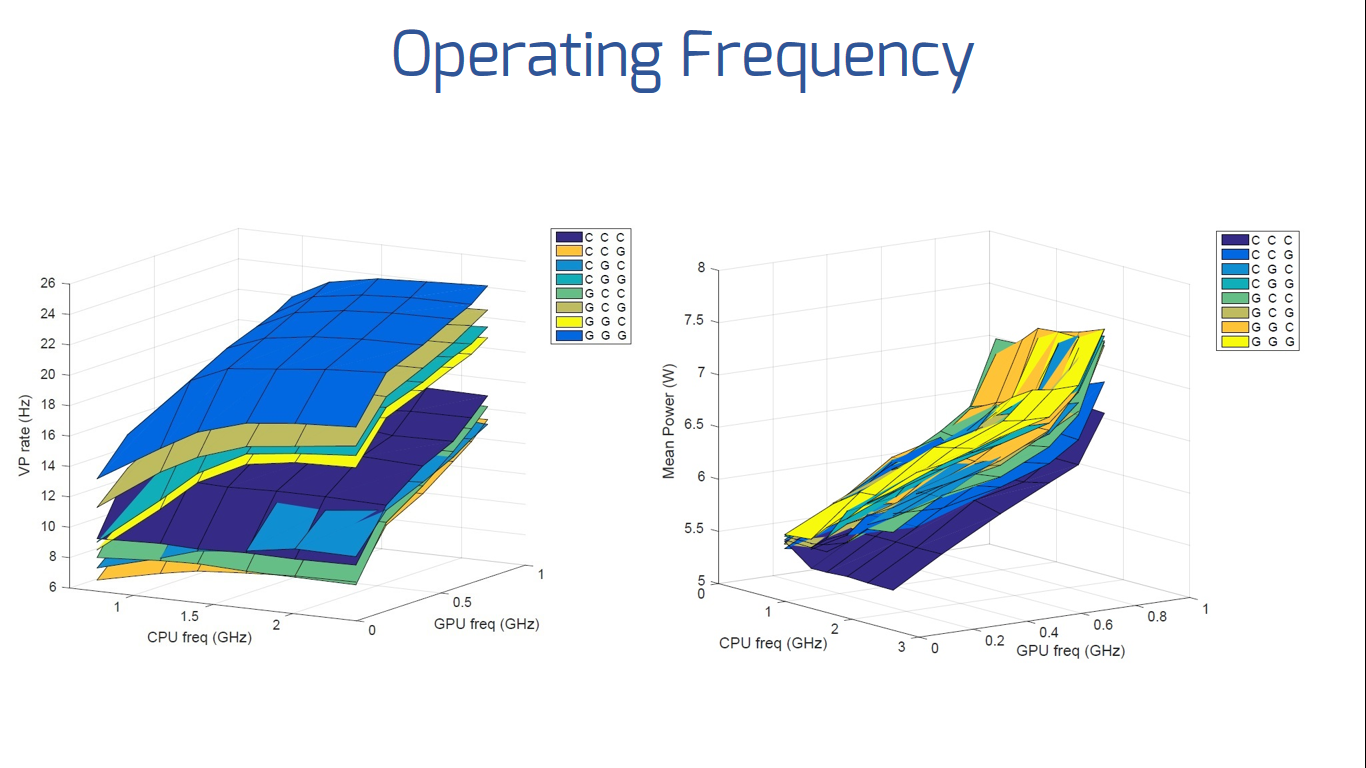 Operating Frequency
26
24
22
20
18
16
14
12
10
8
6
VP rate (Hz)
1
1.5
2
CPU freq (GHz)
0
0.5
1
GPU freq (GHz)
C C C
C C G
C G C
C G G
G C C
G C G
G G C
G G G
8
7.5
7
6.5
6
5.5
5
Mean Power (W)
0
1
2
3
CPU freq (GHz)
0
0.2
0.4
0.6
0.8
1
GPU freq (GHz)
C C C
C C G
C G C
C G G
G C C
G C G
G G C
G G G